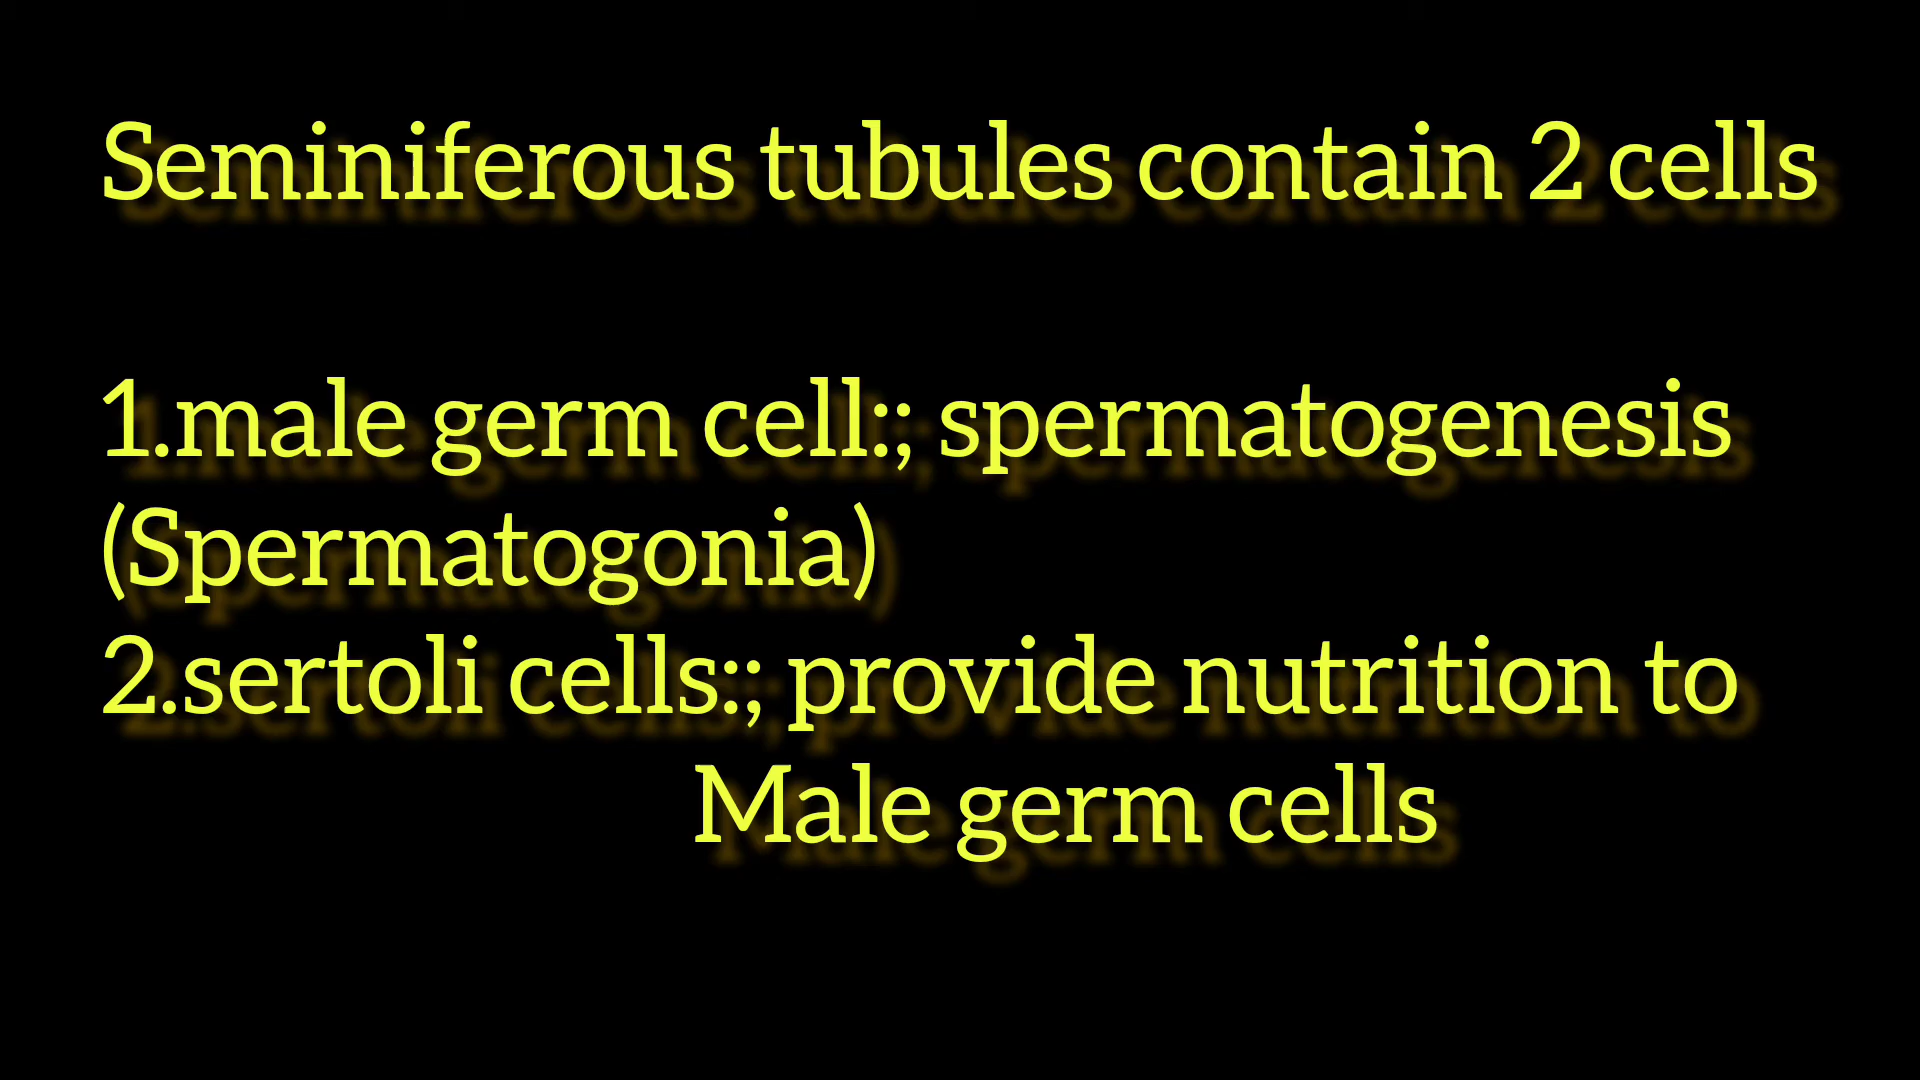 Seminiferous tubules contain 2 cells
1.male germ cell:; spermatogenesis
(Spermatogonia)
2.sertoli cells:; provide nutrition to
Male germ cells